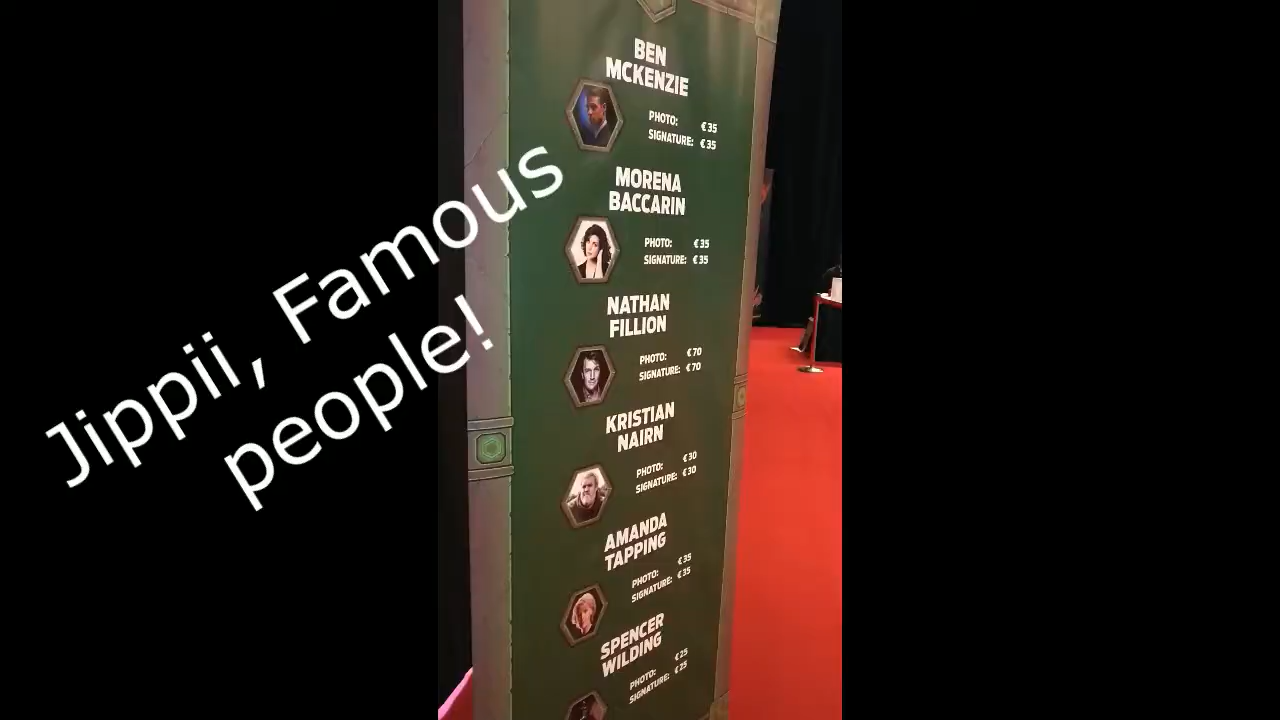 Jippii, Famous
people!
BEN
MCKENZIE
PHOTO: €35
SIGNATURE: €35
MORENA
BACCARIN
PHOTO: €35
SIGNATURE: €35
NATHAN
FILLION
PHOTO: €70
SIGNATURE: €70
KRISTIAN
NAIRN
PHOTO: €30
SIGNATURE: €30
AMANDA
TAPPING
PHOTO: €35
SIGNATURE: €35
SPENCER
WILDING
PHOTO: €25
SIGNATURE: €25